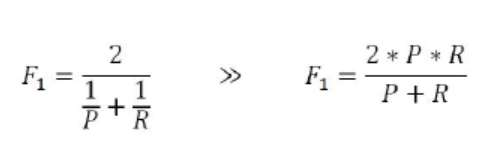 F₁ = 2 / (1/P + 1/R) ≫ F₁ = 2 * P * R / (P + R)